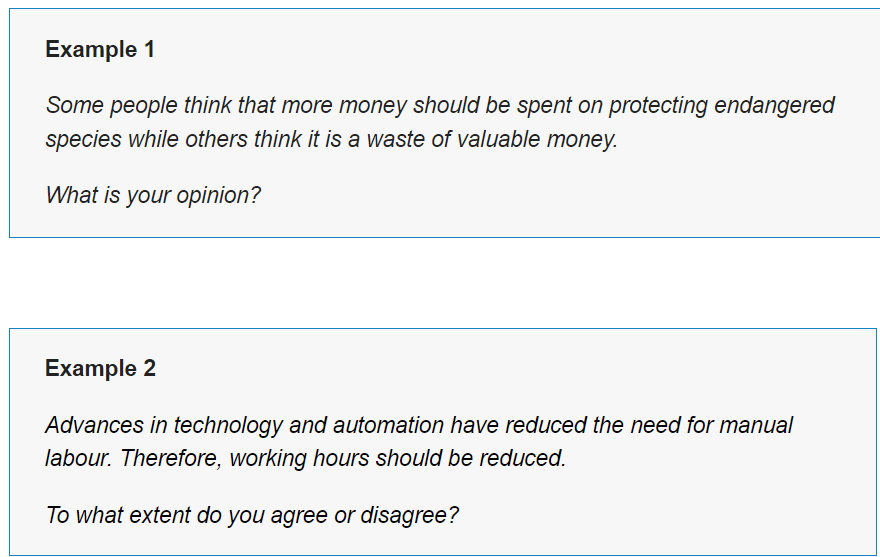 Example 1
Some people think that more money should be spent on protecting endangered
species while others think it is a waste of valuable money.
What is your opinion?
Example 2
Advances in technology and automation have reduced the need for manual
labour. Therefore, working hours should be reduced.
To what extent do you agree or disagree?